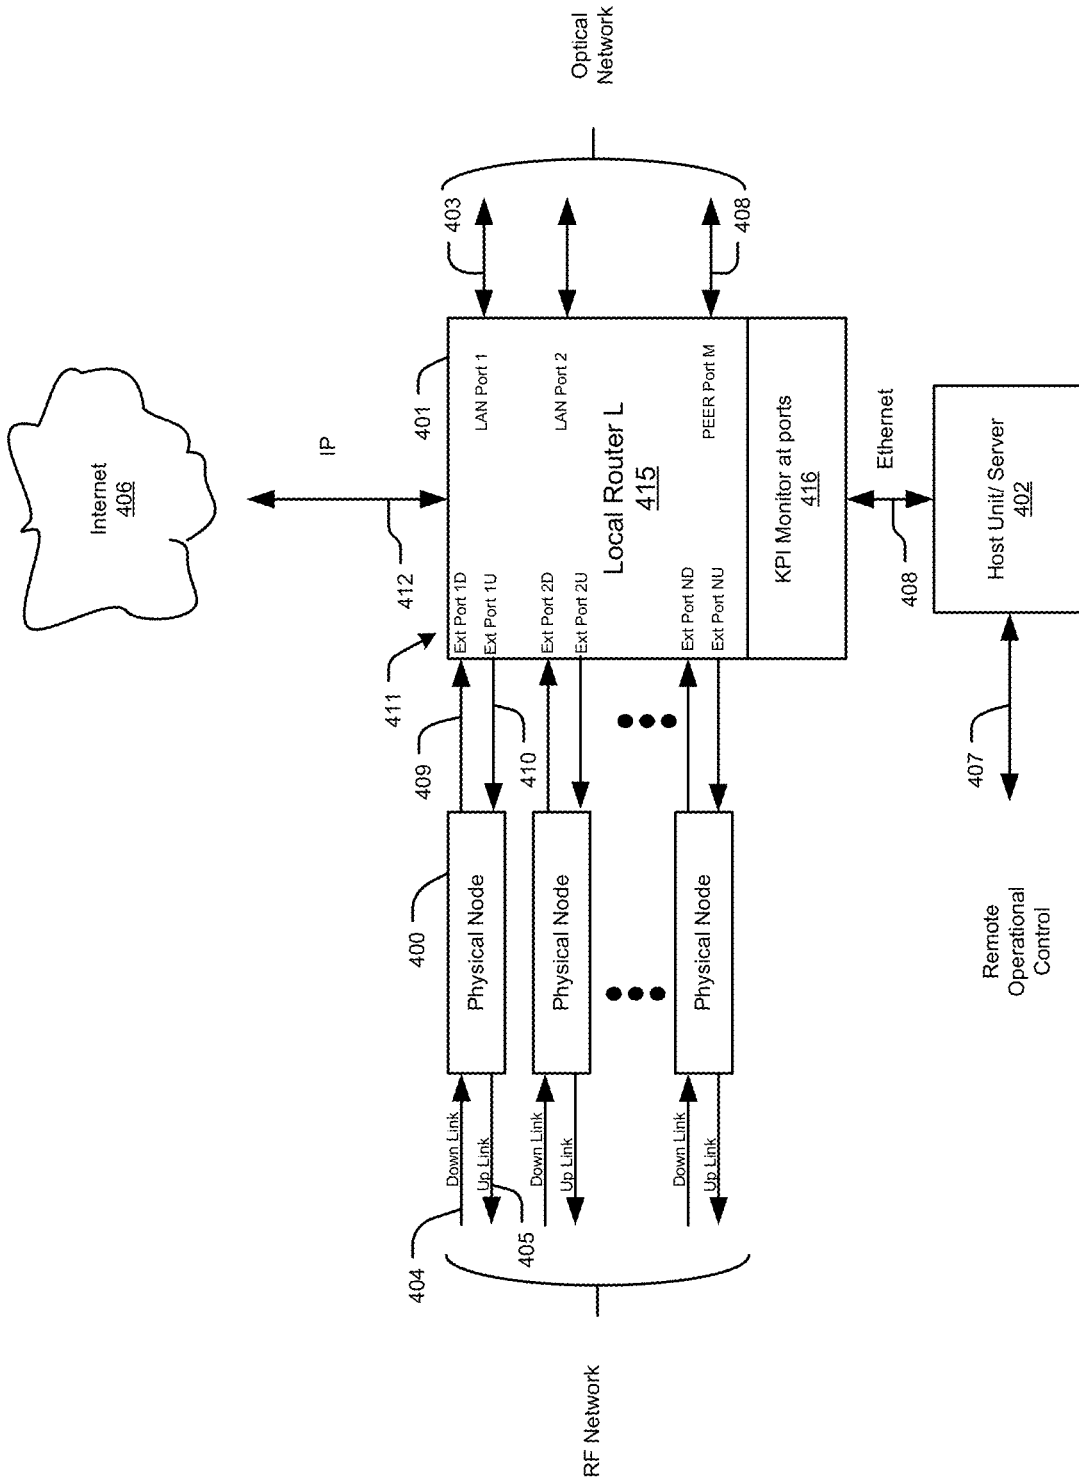 Internet
406
IP
412
Optical
Network
403
408
401
LAN Port 1
LAN Port 2
PEER Port M
Local Router L
415
KPI Monitor at ports
416
Ethernet
408
Host Unit/ Server
402
407
Remote
Operational
Control
411
Ext Port 1D
Ext Port 1U
Ext Port 2D
Ext Port 2U
Ext Port ND
Ext Port NU
409
410
400
Physical Node
Physical Node
Physical Node
Down Link
Up Link
Down Link
Up Link
Down Link
Up Link
404
405
RF Network